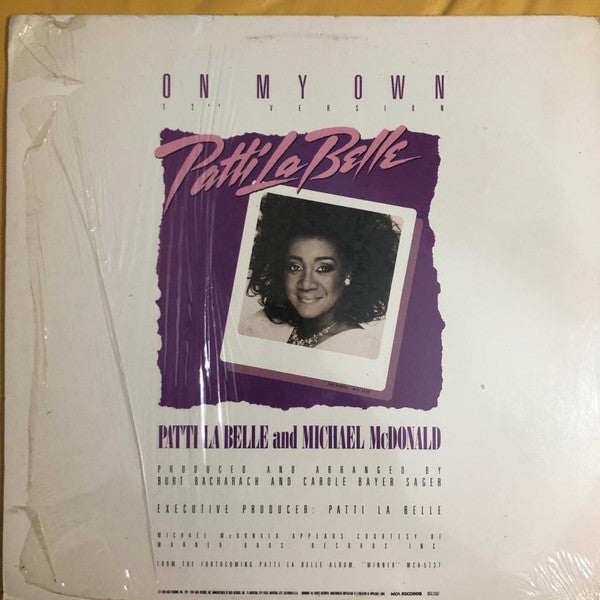 ON MY OWN
12" VERSION
Patti La Belle
PATTI LA BELLE and MICHAEL McDONALD
PRODUCED AND ARRANGED BY
BURT BACHARACH AND CAROLE BAYER SAGER
EXECUTIVE PRODUCER: PATTI LA BELLE
MICHAEL McDONALD APPEARS COURTESY OF
WARNER BROS RECORDS INC.
FROM THE FORTHCOMING PATTI LA BELLE ALBUM, "WINNER" MCA-5737
MCA RECORDS